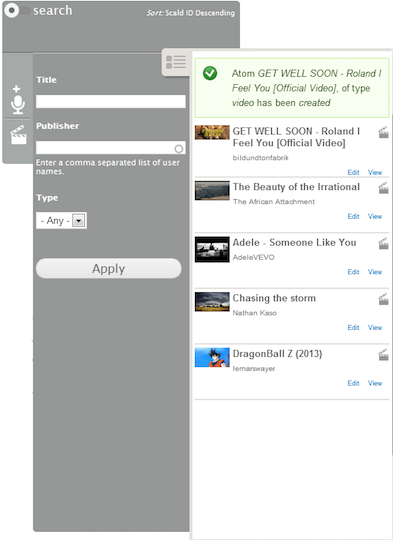 search
Sort: Scald ID Descending
Title
Publisher
Enter a comma separated list of user
names.
Type
- Any -
Apply
Atom GET WELL SOON - Roland I
Feel You [Official Video], of type
video has been created
GET WELL SOON - Roland I
Feel You [Official Video]
bildundtonfabrik
Edit View
The Beauty of the Irrational
The African Attachment
Edit View
Adele - Someone Like You
AdeleVEVO
Edit View
Chasing the storm
Nathan Kaso
Edit View
DragonBall Z (2013)
lemanswayer
Edit View